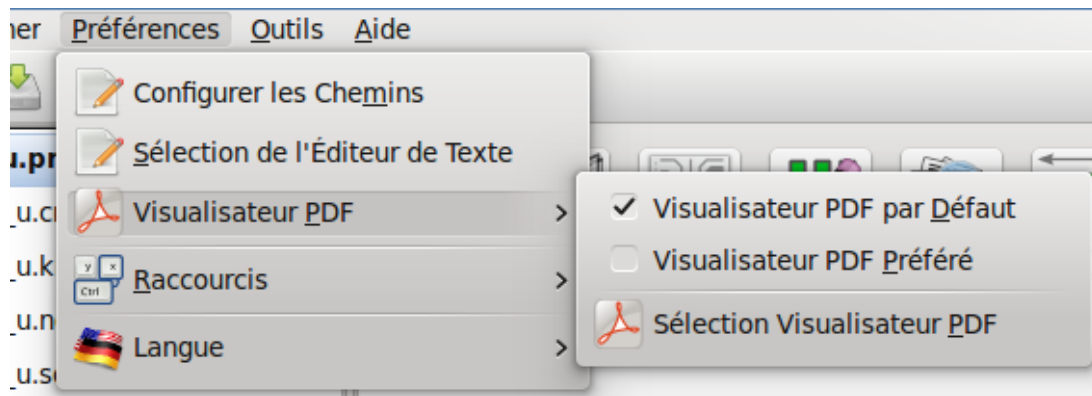 Préférences Outils Aide
Configurer les Chemins
Sélection de l'Éditeur de Texte
Visualisateur PDF
Visualisateur PDF par Défaut
Visualisateur PDF Préféré
Sélection Visualisateur PDF
y x
Ctrl
Raccourcis
Langue